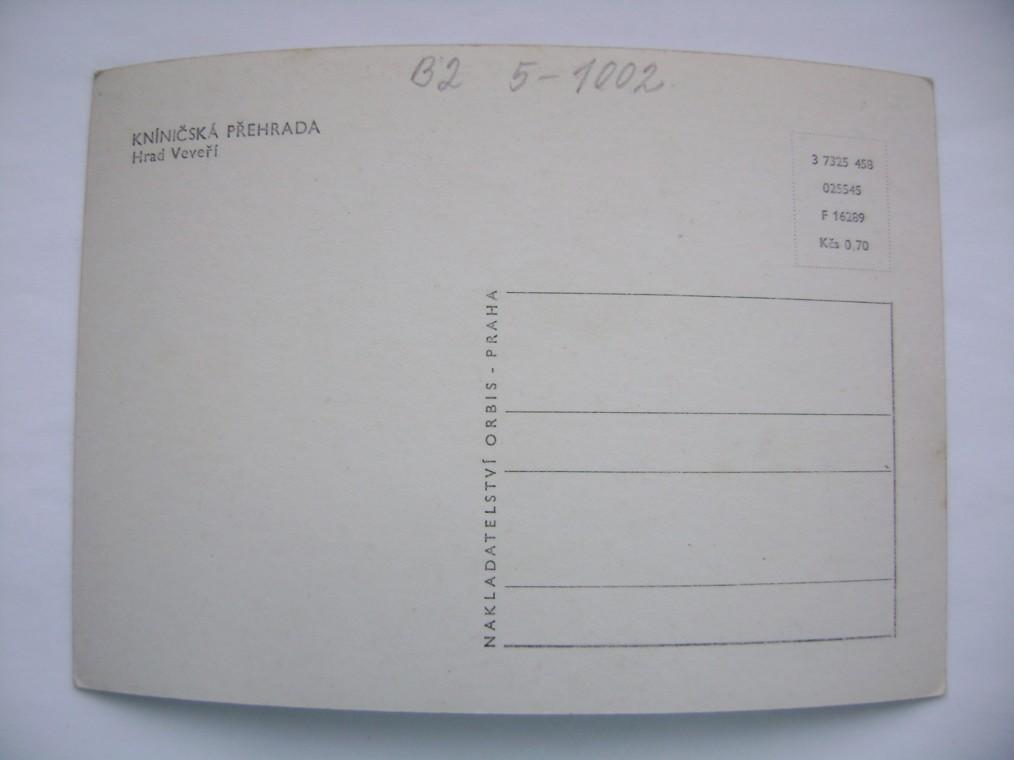 B2 5-1002
KNÍNIČSKÁ PŘEHRADA
Hrad Veveří
3 7325 458
025545
F 16289
Kčs 0,70
NAKLADATELSTVÍ ORBIS - PRAHA